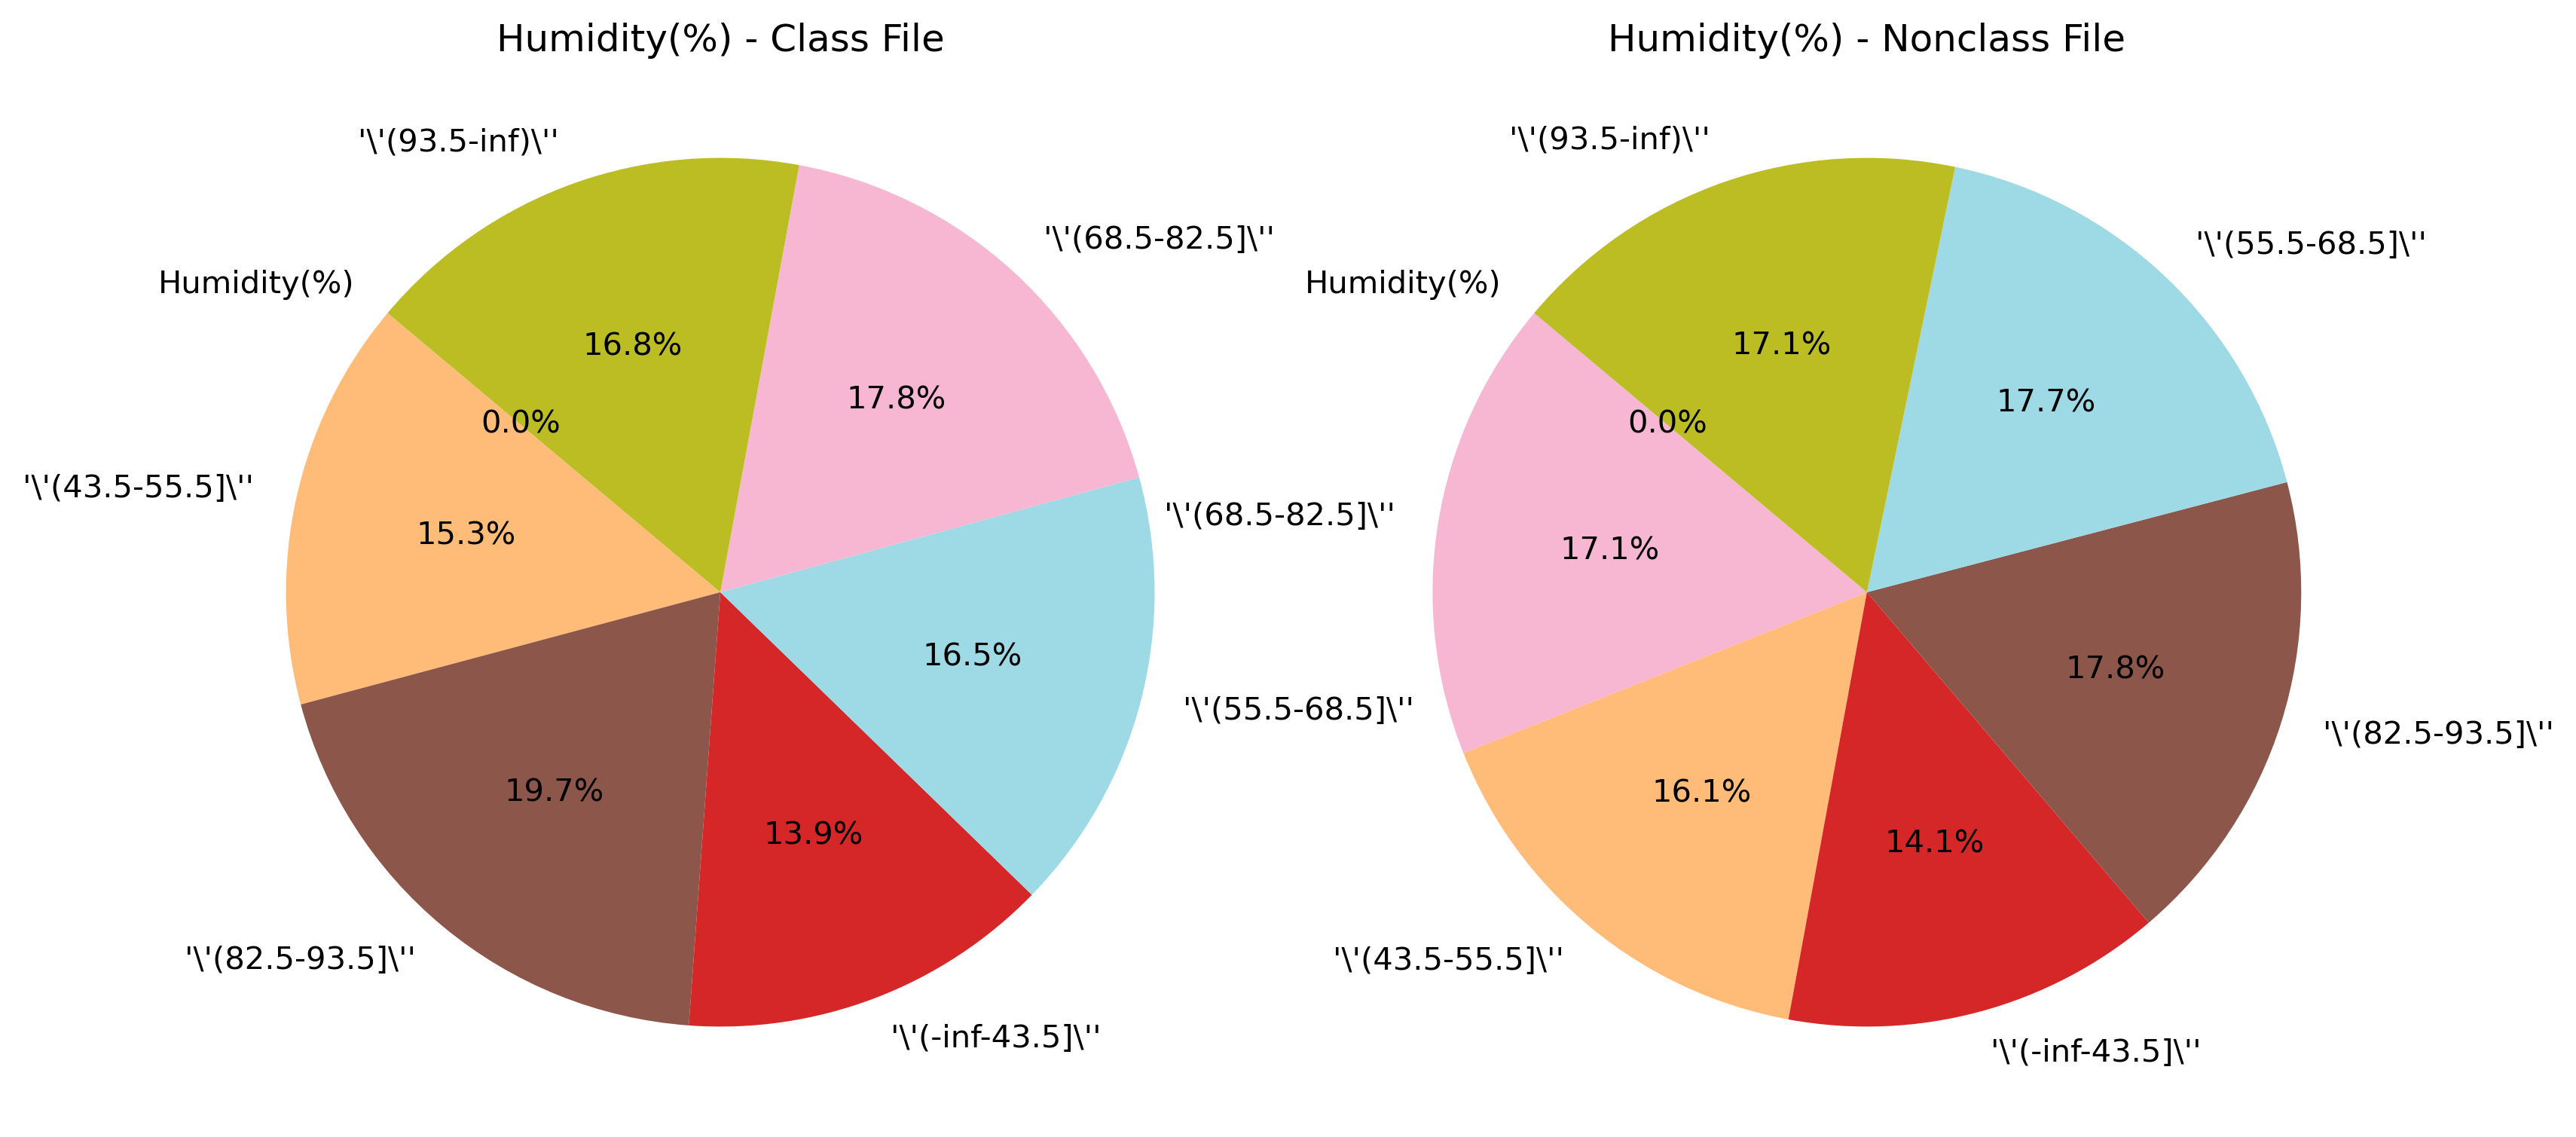 Humidity(%) - Class File
'\'(93.5-inf)\''
'\'(68.5-82.5]\''
Humidity(%)
16.8%
17.8%
0.0%
'\'(43.5-55.5]\''
15.3%
16.5%
'\'(55.5-68.5]\''
19.7%
13.9%
'\'(82.5-93.5]\''
'\'(-inf-43.5]\''
Humidity(%) - Nonclass File
'\'(93.5-inf)\''
'\'(55.5-68.5]\''
Humidity(%)
17.1%
17.7%
0.0%
'\'(68.5-82.5]\''
17.1%
17.8%
'\'(82.5-93.5]\''
16.1%
14.1%
'\'(43.5-55.5]\''
'\'(-inf-43.5]\''